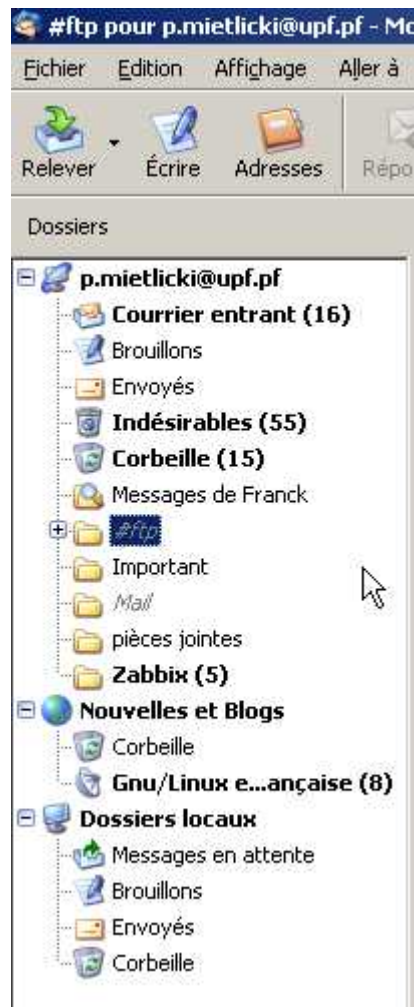 #ftp pour p.mietlicki@upf.pf - Mo
Fichier Edition Affichage Aller à
Relever Écrire Adresses Répo
Dossiers
p.mietlicki@upf.pf
Courrier entrant (16)
Brouillons
Envoyés
Indésirables (55)
Corbeille (15)
Messages de Franck
#ftp
Important
Mail
pièces jointes
Zabbix (5)
Nouvelles et Blogs
Corbeille
Gnu/Linux e...ançaise (8)
Dossiers locaux
Messages en attente
Brouillons
Envoyés
Corbeille